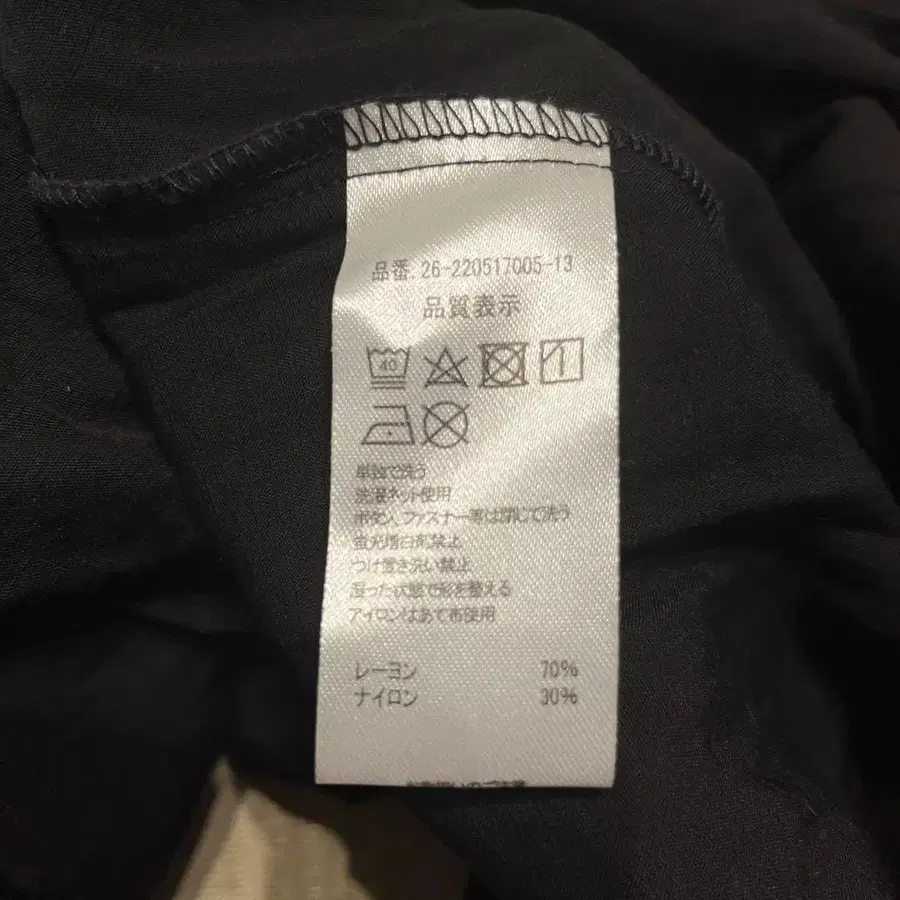 品番. 26-220517005-13
品質表示
40
単独で洗う
洗濯ネット使用
ボタン、ファスナー等は閉じて洗う
蛍光増白剤禁止
つけ置き洗い禁止
湿った状態で形を整える
アイロンはあて布使用
レーヨン 70%
ナイロン 30%